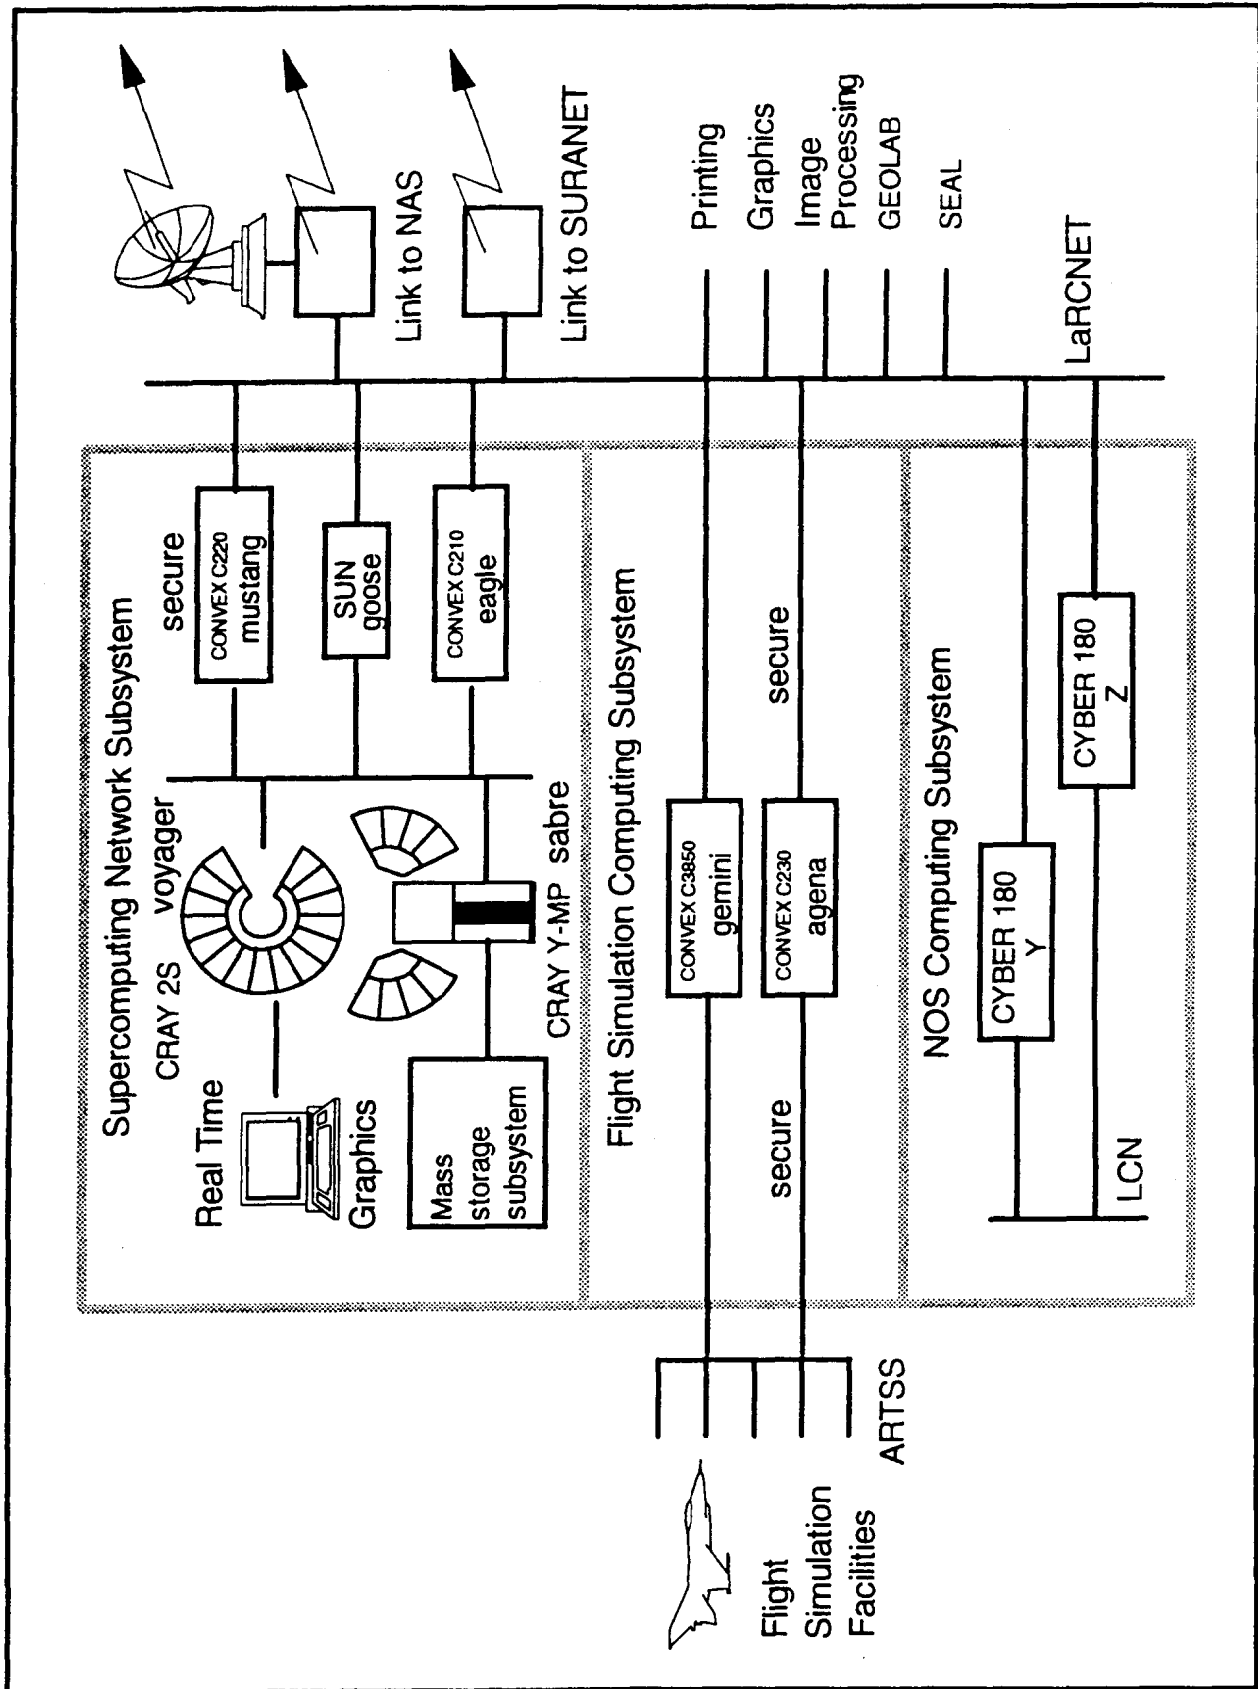 Supercomputing Network Subsystem
CRAY 2S
voyager
secure
CONVEX C220
mustang
Real Time
Graphics
SUN
goose
Mass
storage
subsystem
CRAY Y-MP
sabre
CONVEX C210
eagle
Link to NAS
Link to SURANET
Flight Simulation Computing Subsystem
CONVEX C3850
gemini
secure
CONVEX C230
agena
secure
Flight
Simulation
Facilities
ARTSS
Printing
Graphics
Image
Processing
GEOLAB
SEAL
NOS Computing Subsystem
CYBER 180
Y
CYBER 180
Z
LCN
LaRCNET